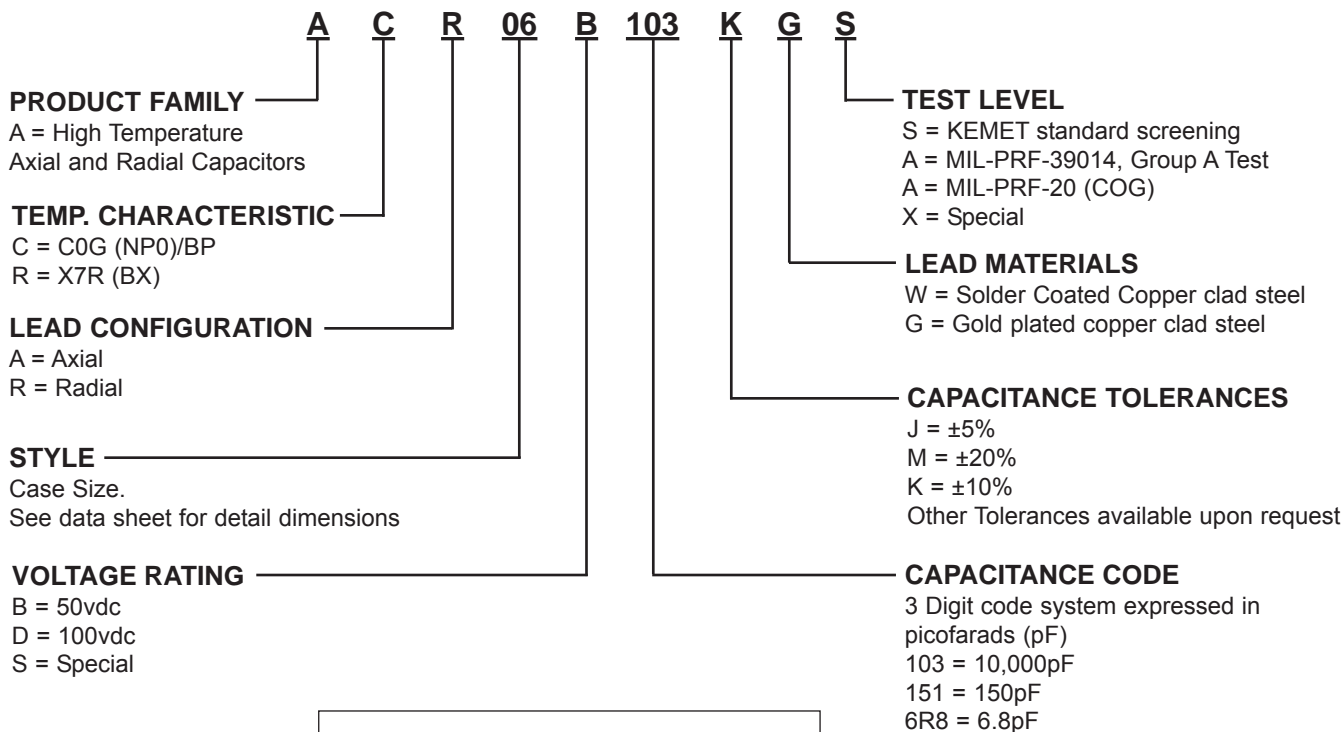 A C R 06 B 103 K G S
PRODUCT FAMILY
A = High Temperature
Axial and Radial Capacitors
TEMP. CHARACTERISTIC
C = C0G (NP0)/BP
R = X7R (BX)
LEAD CONFIGURATION
A = Axial
R = Radial
STYLE
Case Size.
See data sheet for detail dimensions
VOLTAGE RATING
B = 50vdc
D = 100vdc
S = Special
TEST LEVEL
S = KEMET standard screening
A = MIL-PRF-39014, Group A Test
A = MIL-PRF-20 (COG)
X = Special
LEAD MATERIALS
W = Solder Coated Copper clad steel
G = Gold plated copper clad steel
CAPACITANCE TOLERANCES
J = ±5%
M = ±20%
K = ±10%
Other Tolerances available upon request
CAPACITANCE CODE
3 Digit code system expressed in
picofarads (pF)
103 = 10,000pF
151 = 150pF
6R8 = 6.8pF